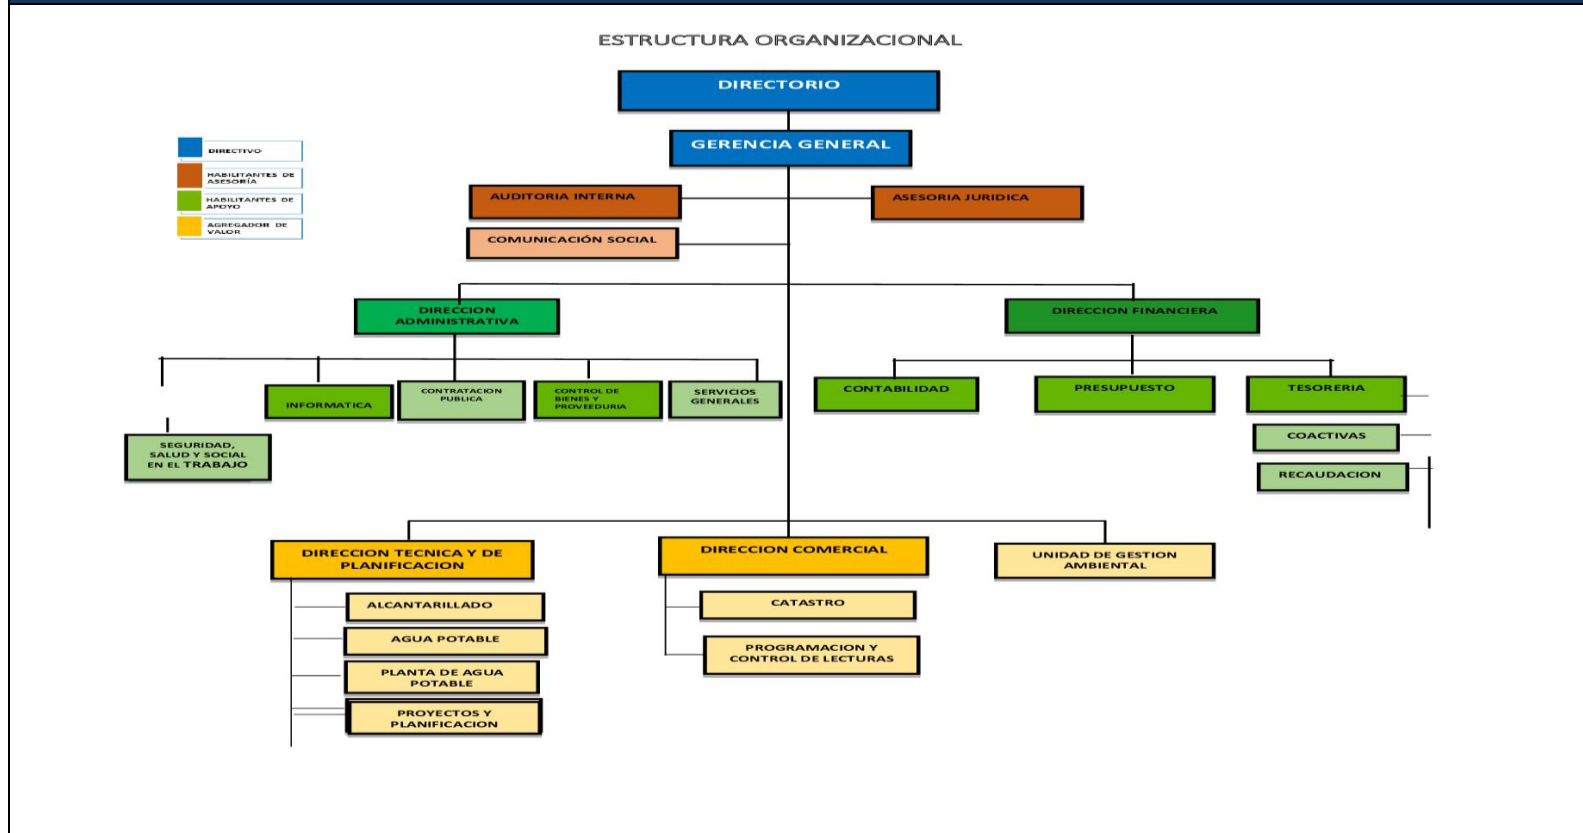 ESTRUCTURA ORGANIZACIONAL
DIRECTORIO
GERENCIA GENERAL
DIRECTIVO
HABILITANTES DE
ASESORÍA
HABILITANTES DE
APOYO
AGREGADOR DE
VALOR
AUDITORIA INTERNA
ASESORIA JURIDICA
COMUNICACIÓN SOCIAL
DIRECCION
ADMINISTRATIVA
DIRECCION FINANCIERA
INFORMATICA
CONTRATACION
PUBLICA
CONTROL DE
BIENES Y
PROVEEDURIA
SERVICIOS
GENERALES
SEGURIDAD,
SALUD Y SOCIAL
EN EL TRABAJO
CONTABILIDAD
PRESUPUESTO
TESORERIA
COACTIVAS
RECAUDACION
DIRECCION TECNICA Y DE
PLANIFICACION
ALCANTARILLADO
AGUA POTABLE
PLANTA DE AGUA
POTABLE
PROYECTOS Y
PLANIFICACION
DIRECCION COMERCIAL
CATASTRO
PROGRAMACION Y
CONTROL DE LECTURAS
UNIDAD DE GESTION
AMBIENTAL